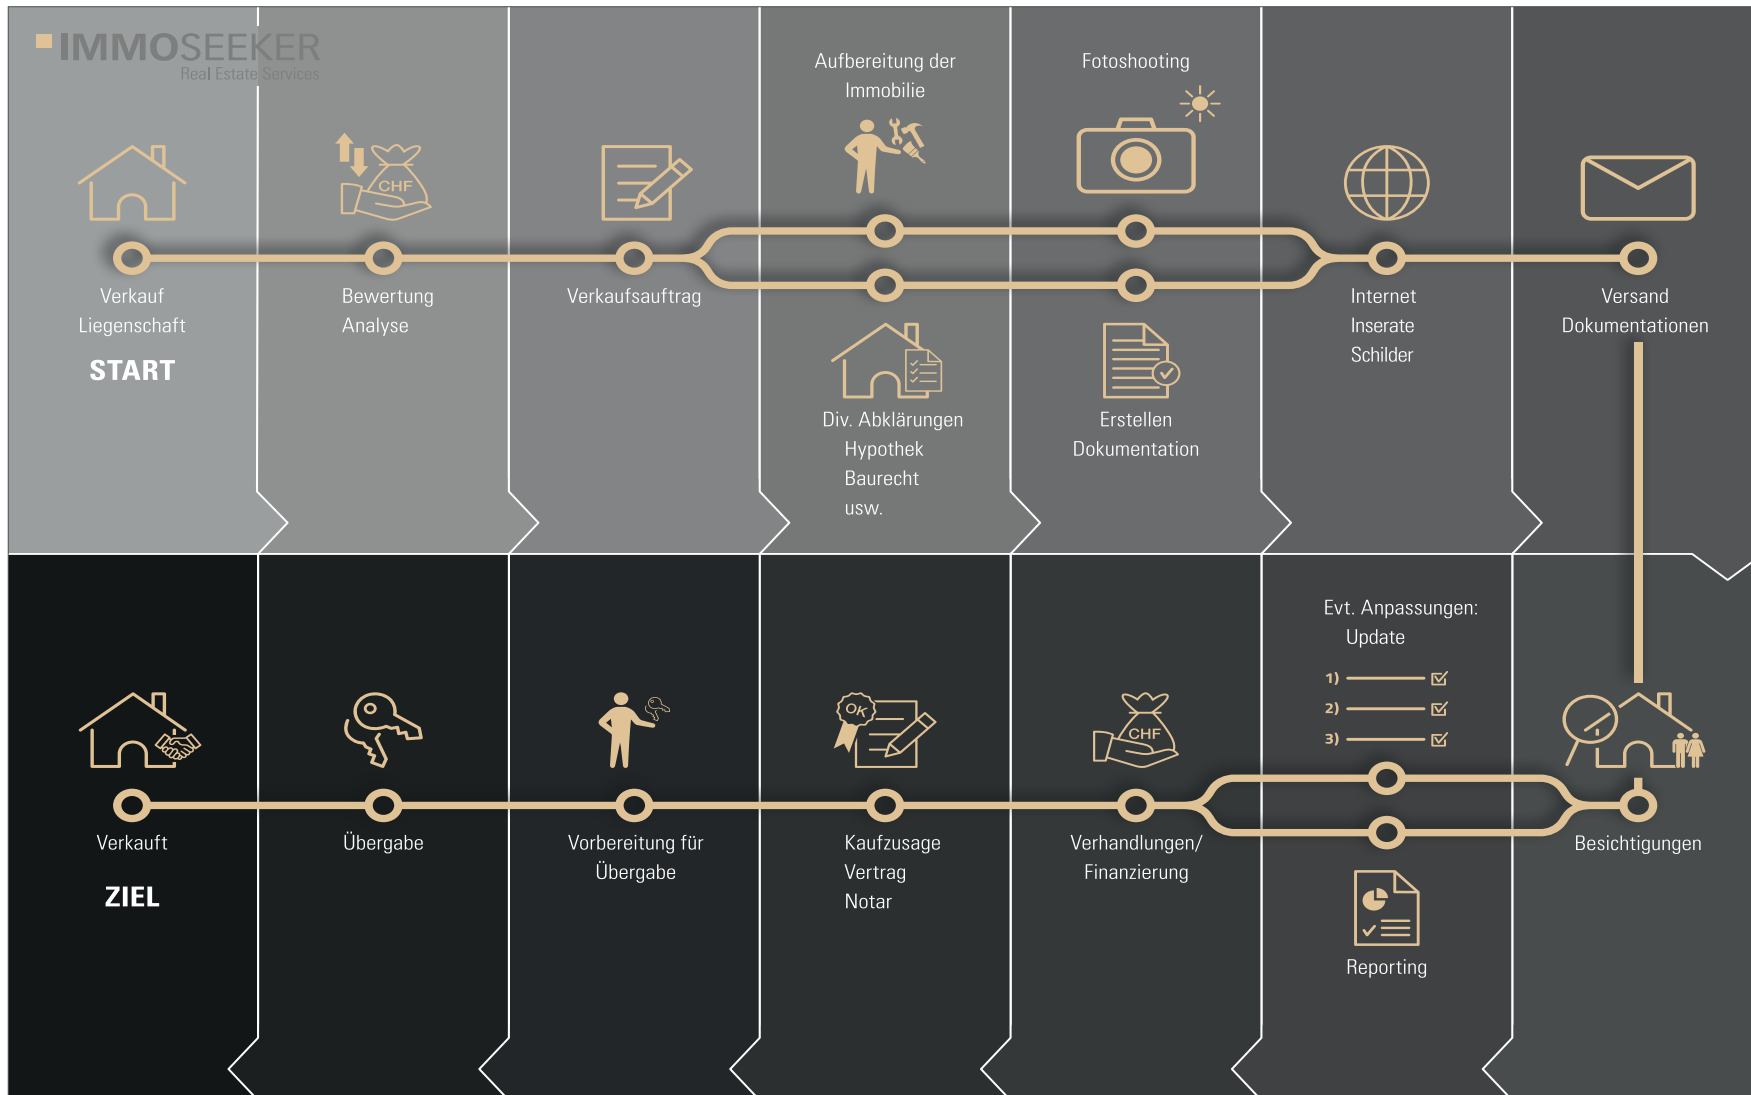 IMMOSEEKER
Real Estate Services
Verkauf
Liegenschaft
START
CHF
Bewertung
Analyse
Verkaufsauftrag
Aufbereitung der
Immobilie
Div. Abklärungen
Hypothek
Baurecht
usw.
Fotoshooting
Erstellen
Dokumentation
Internet
Inserate
Schilder
Versand
Dokumentationen
Besichtigungen
Evt. Anpassungen:
Update
1)
2)
3)
Reporting
CHF
Verhandlungen/
Finanzierung
OK
Kaufzusage
Vertrag
Notar
Vorbereitung für
Übergabe
Übergabe
Verkauft
ZIEL